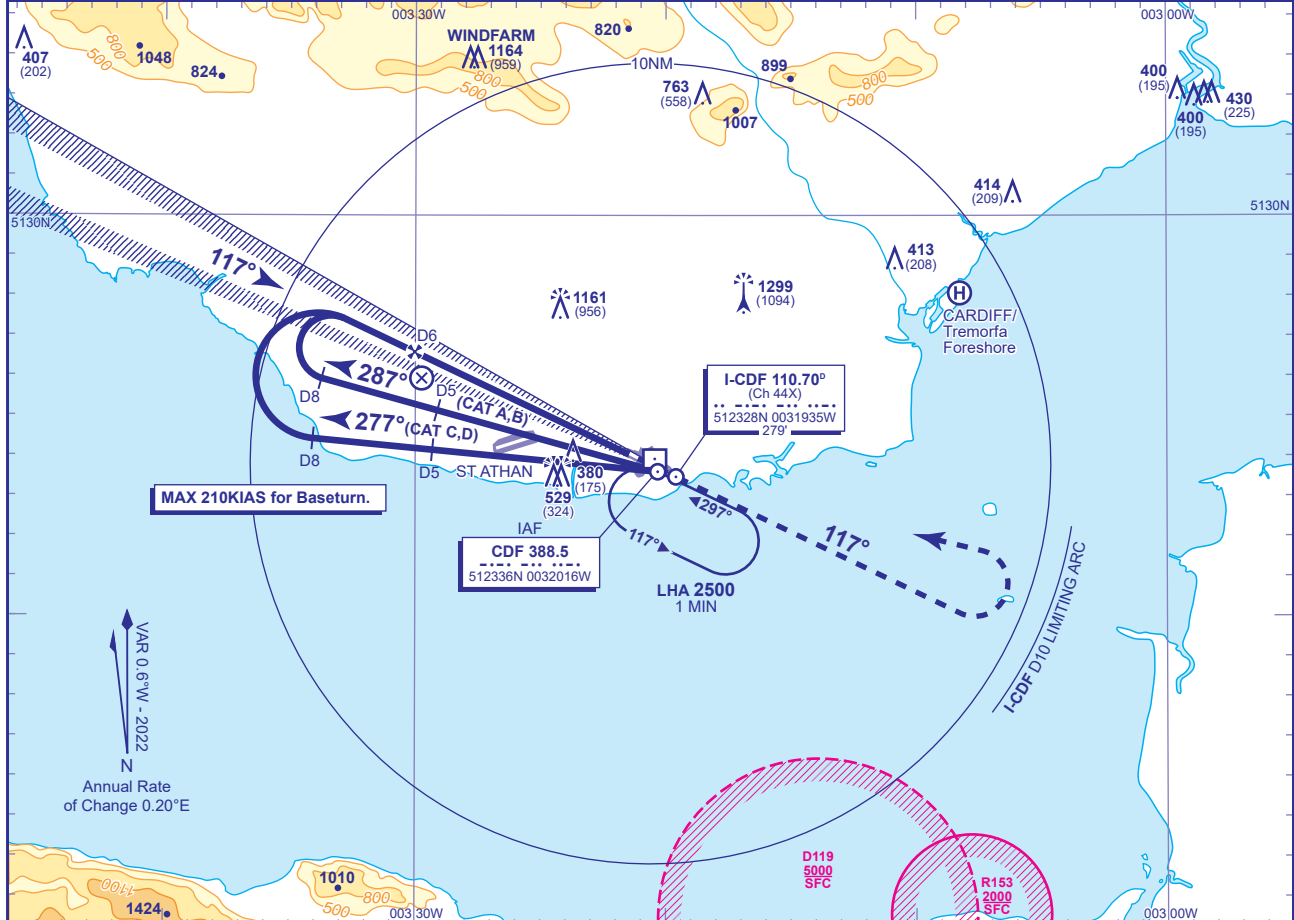 003 30W
003 00W
407
(202)
800
500
1048
824
WINDFARM
1164
(959)
800
500
820
10NM
763
(558)
1007
899
800
500
400
(195)
400
(195)
430
(225)
414
(209)
5130N
5130N
413
(208)
117°
1161
(956)
1299
(1094)
H
CARDIFF/
Tremorfa
Foreshore
D6
287°
(CAT A,B)
D5
D8
277°
(CAT C,D)
D8
D5
I-CDF 110.70ᴰ
(Ch 44X)
512328N 0031935W
279'
ST.ATHAN
380
(175)
529
(324)
MAX 210KIAS for Baseturn.
IAF
CDF 388.5
512336N 0032016W
297°
117°
117°
LHA 2500
1 MIN
I-CDF D10 LIMITING ARC
VAR 0.6°W - 2022
N
Annual Rate
of Change 0.20°E
D119
5000
SFC
R153
2000
SFC
1100
1424
1010
800
500
003 30W
003 00W